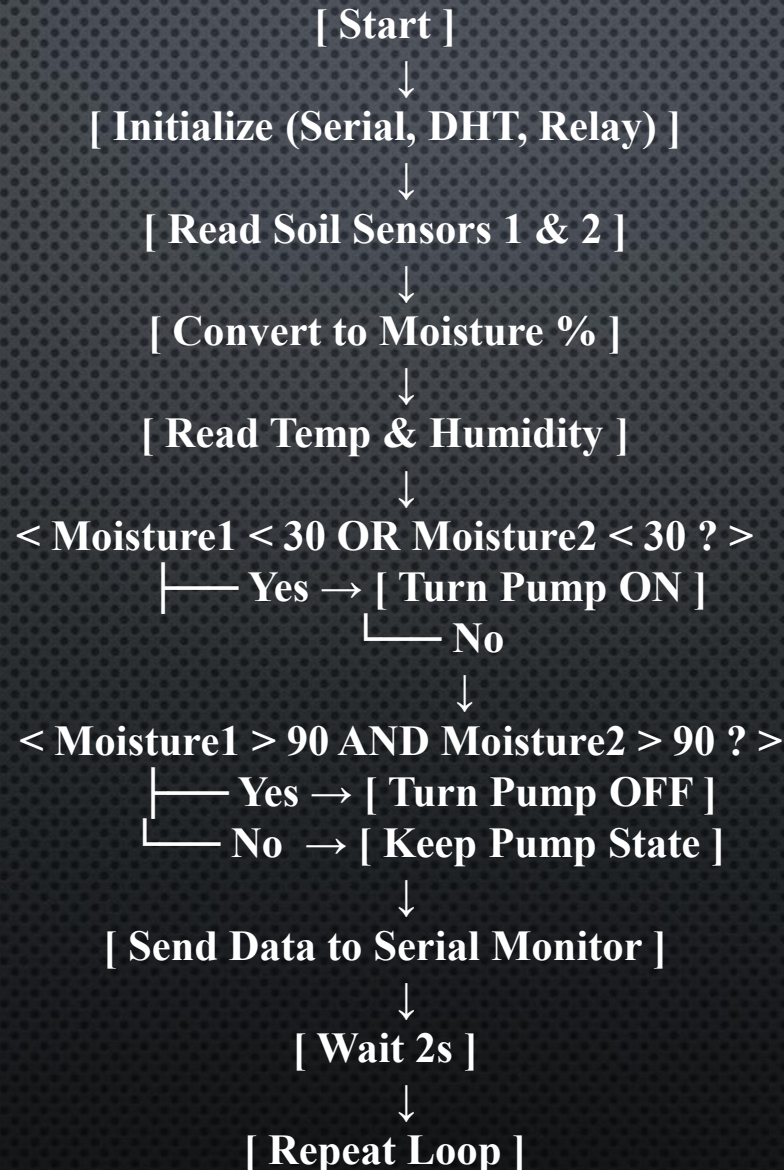 [ Start ]
↓
[ Initialize (Serial, DHT, Relay) ]
↓
[ Read Soil Sensors 1 & 2 ]
↓
[ Convert to Moisture % ]
↓
[ Read Temp & Humidity ]
↓
< Moisture1 < 30 OR Moisture2 < 30 ? >
├── Yes → [ Turn Pump ON ]
└── No
↓
< Moisture1 > 90 AND Moisture2 > 90 ? >
├── Yes → [ Turn Pump OFF ]
└── No → [ Keep Pump State ]
↓
[ Send Data to Serial Monitor ]
↓
[ Wait 2s ]
↓
[ Repeat Loop ]